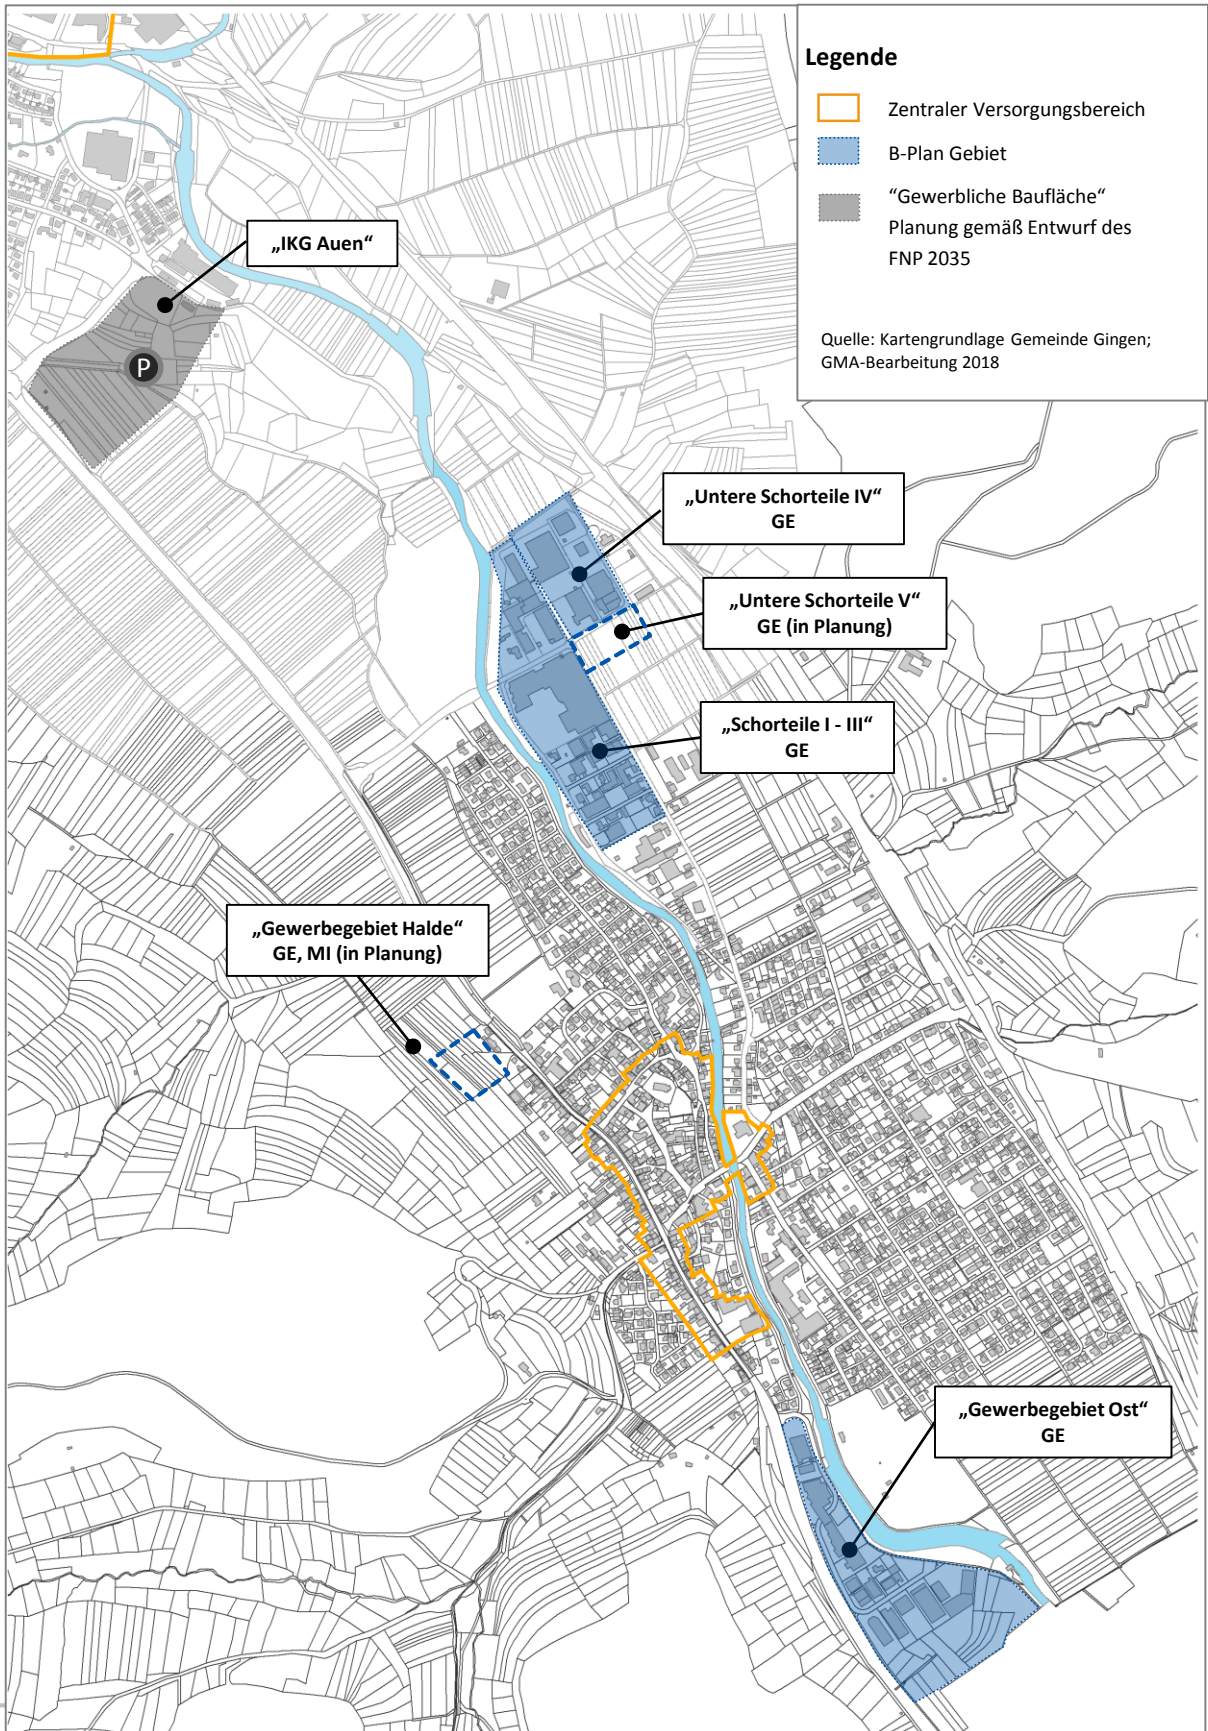 Legende
Zentraler Versorgungsbereich
B-Plan Gebiet
“Gewerbliche Baufläche“
Planung gemäß Entwurf des
FNP 2035
Quelle: Kartengrundlage Gemeinde Gingen;
GMA-Bearbeitung 2018
„IKG Auen“
P
„Untere Schorteile IV“
GE
„Untere Schorteile V“
GE (in Planung)
„Schorteile I - III“
GE
„Gewerbegebiet Halde“
GE, MI (in Planung)
„Gewerbegebiet Ost“
GE